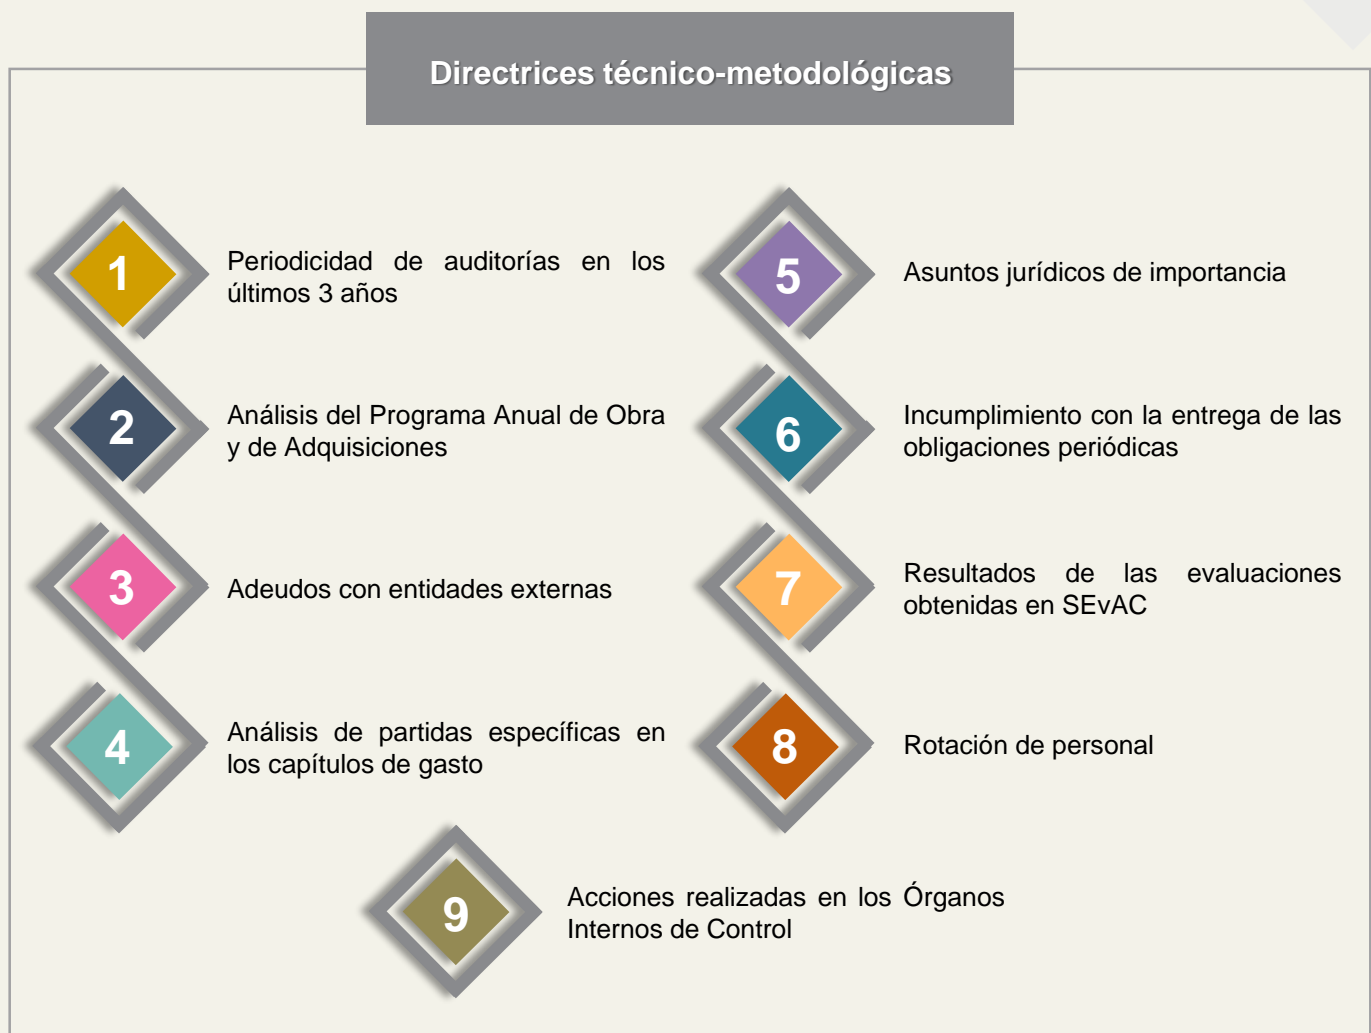 Directrices técnico-metodológicas
1
Periodicidad de auditorías en los
últimos 3 años
2
Análisis del Programa Anual de Obra
y de Adquisiciones
3
Adeudos con entidades externas
4
Análisis de partidas específicas en
los capítulos de gasto
5
Asuntos jurídicos de importancia
6
Incumplimiento con la entrega de las
obligaciones periódicas
7
Resultados de las evaluaciones
obtenidas en SEvAC
8
Rotación de personal
9
Acciones realizadas en los Órganos
Internos de Control